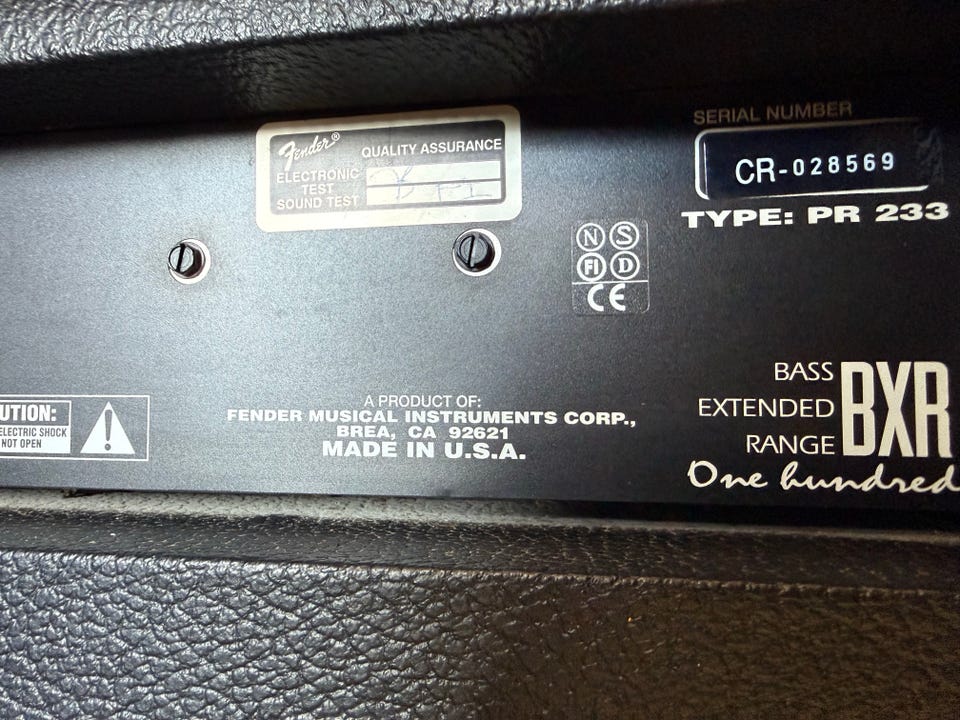 SERIAL NUMBER
CR-028569
TYPE: PR 233
Fender®
QUALITY ASSURANCE
ELECTRONIC
TEST
SOUND TEST
N S
FI D
CE
BASS
EXTENDED
RANGE
BXR
One hundred
A PRODUCT OF:
FENDER MUSICAL INSTRUMENTS CORP.,
BREA, CA 92621
MADE IN U.S.A.
UTION:
ELECTRIC SHOCK
NOT OPEN
!